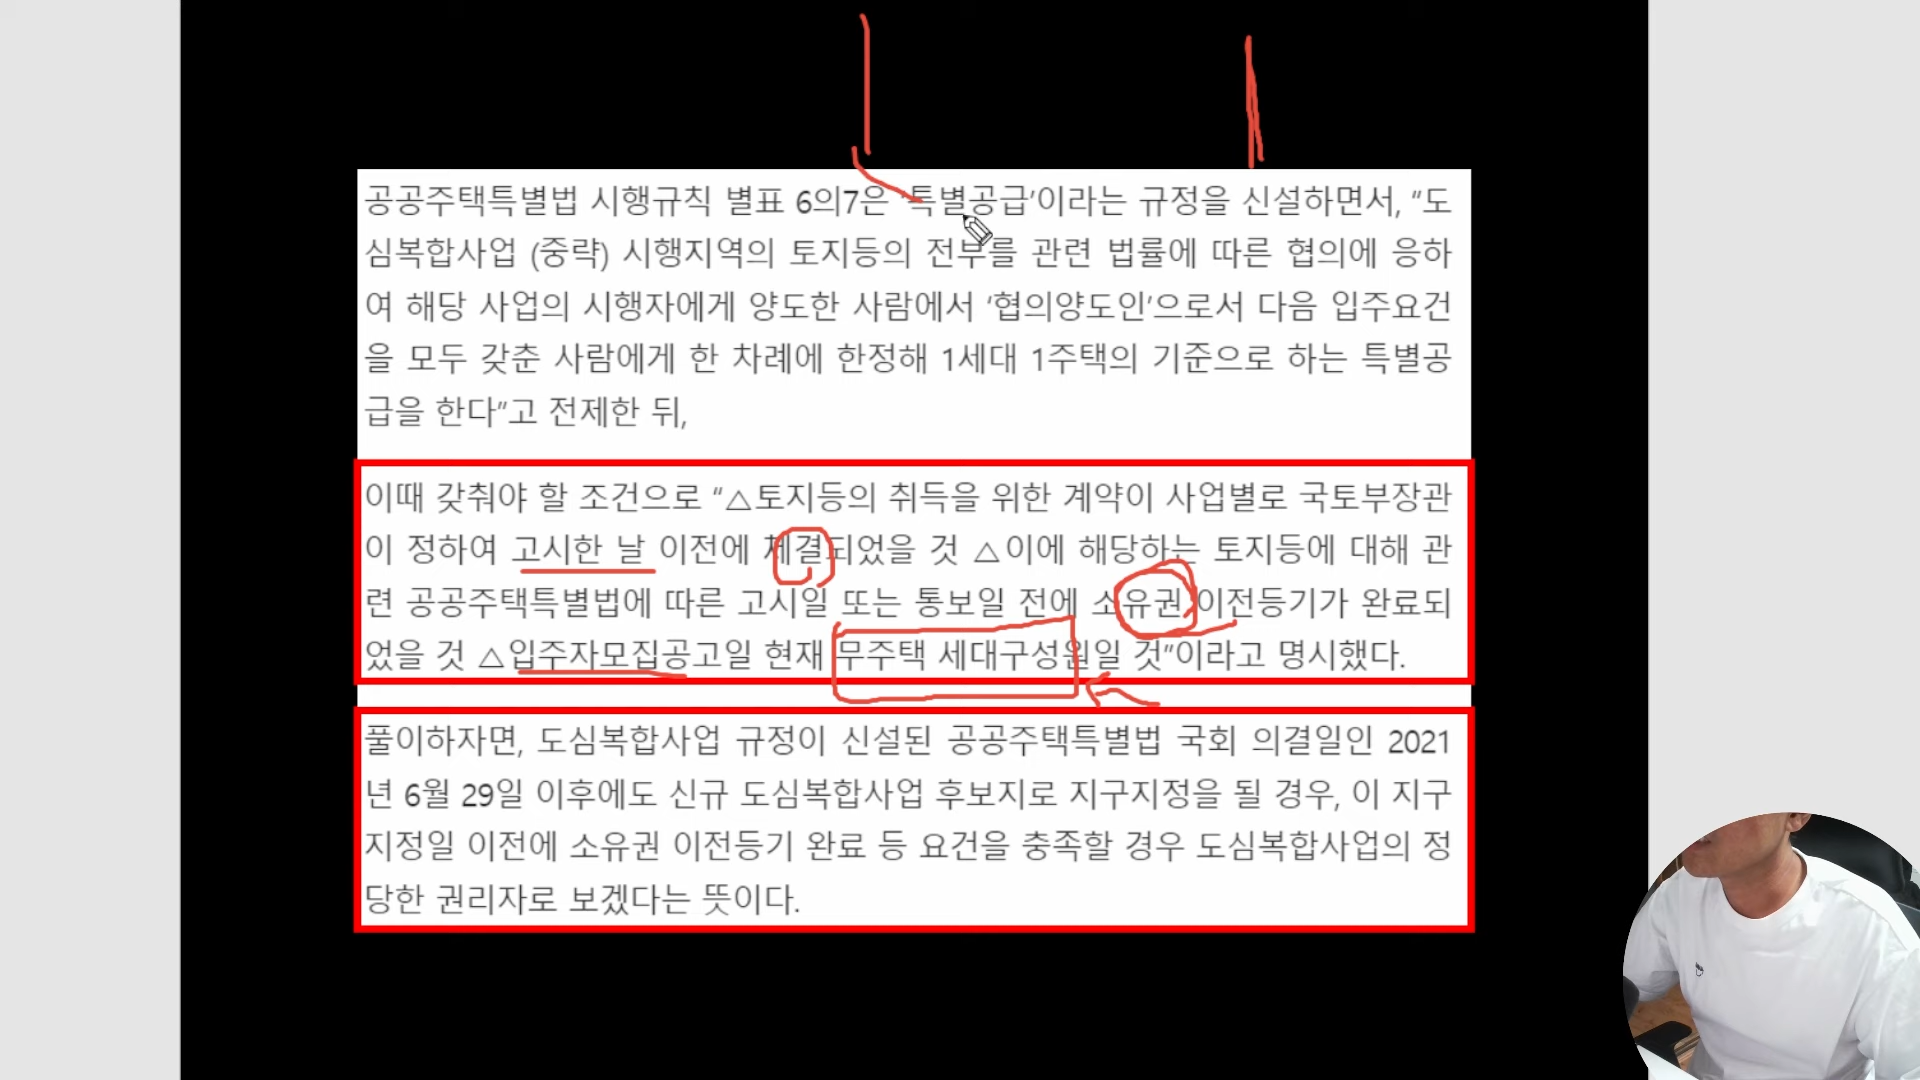 공공주택특별법 시행규칙 별표 6의7은 '특별공급'이라는 규정을 신설하면서, "도
심복합사업 (중략) 시행지역의 토지등의 전부를 관련 법률에 따른 협의에 응하
여 해당 사업의 시행자에게 양도한 사람에서 '협의양도인'으로서 다음 입주요건
을 모두 갖춘 사람에게 한 차례에 한정해 1세대 1주택의 기준으로 하는 특별공
급을 한다"고 전제한 뒤,
이때 갖춰야 할 조건으로 "△토지등의 취득을 위한 계약이 사업별로 국토부장관
이 정하여 고시한 날 이전에 체결되었을 것 △이에 해당하는 토지등에 대해 관
련 공공주택특별법에 따른 고시일 또는 통보일 전에 소유권 이전등기가 완료되
었을 것 △입주자모집공고일 현재 무주택 세대구성원일 것"이라고 명시했다.
풀이하자면, 도심복합사업 규정이 신설된 공공주택특별법 국회 의결일인 2021
년 6월 29일 이후에도 신규 도심복합사업 후보지로 지구지정을 될 경우, 이 지구
지정일 이전에 소유권 이전등기 완료 등 요건을 충족할 경우 도심복합사업의 정
당한 권리자로 보겠다는 뜻이다.